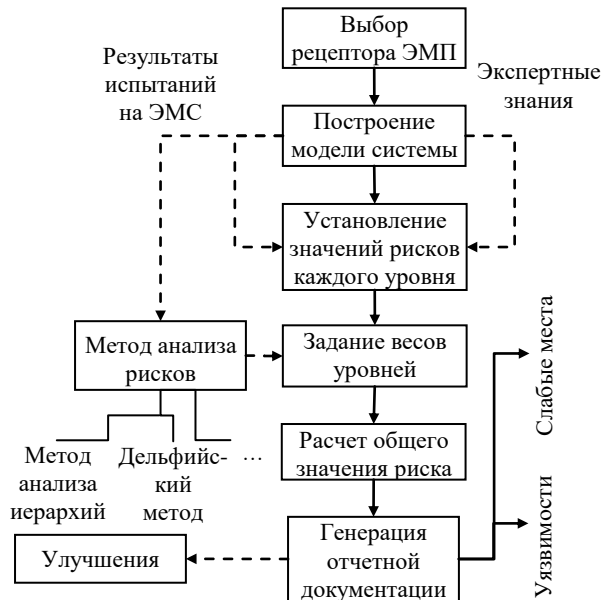 Выбор
рецептора ЭМП
Результаты
испытаний
на ЭМС
Экспертные
знания
Построение
модели системы
Установление
значений рисков
каждого уровня
Метод анализа
рисков
Задание весов
уровней
Слабые места
Расчет общего
значения риска
Метод
анализа
иерархий
Дельфийс-
кий
метод
...
Генерация
отчетной
документации
Улучшения
Уязвимости